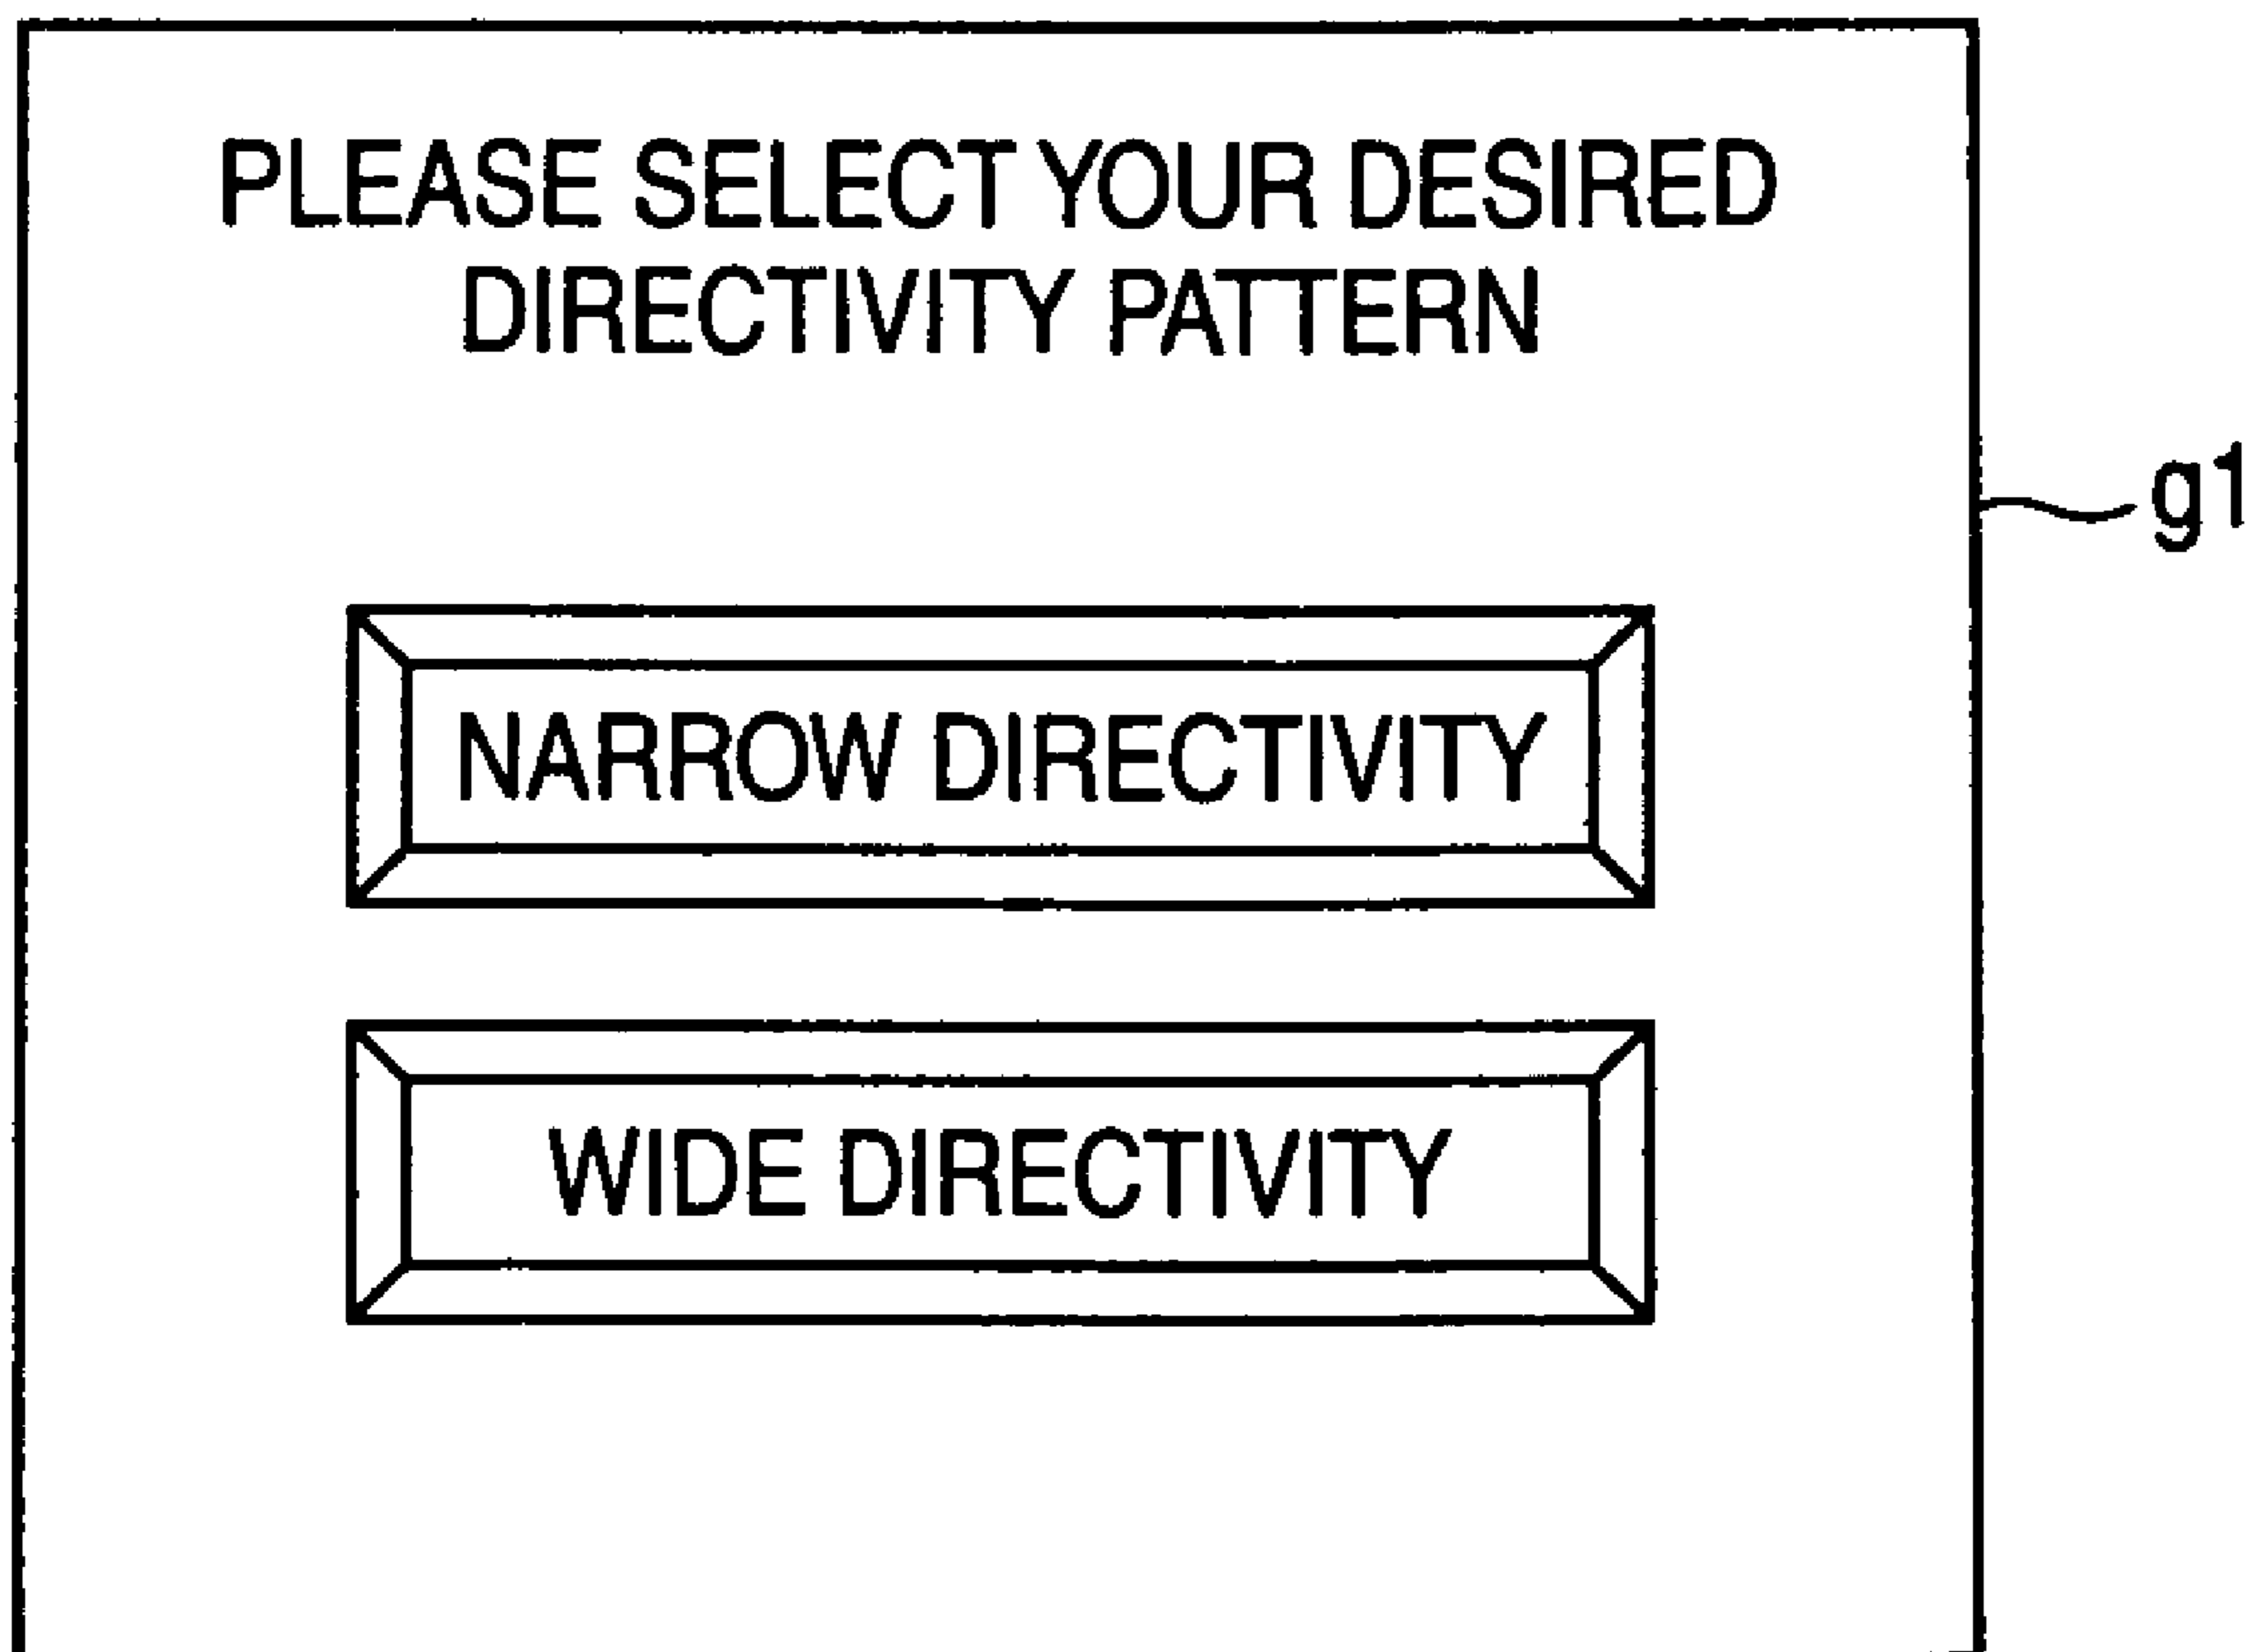 PLEASE SELECT YOUR DESIRED
DIRECTIVITY PATTERN
g1
NARROW DIRECTIVITY
WIDE DIRECTIVITY